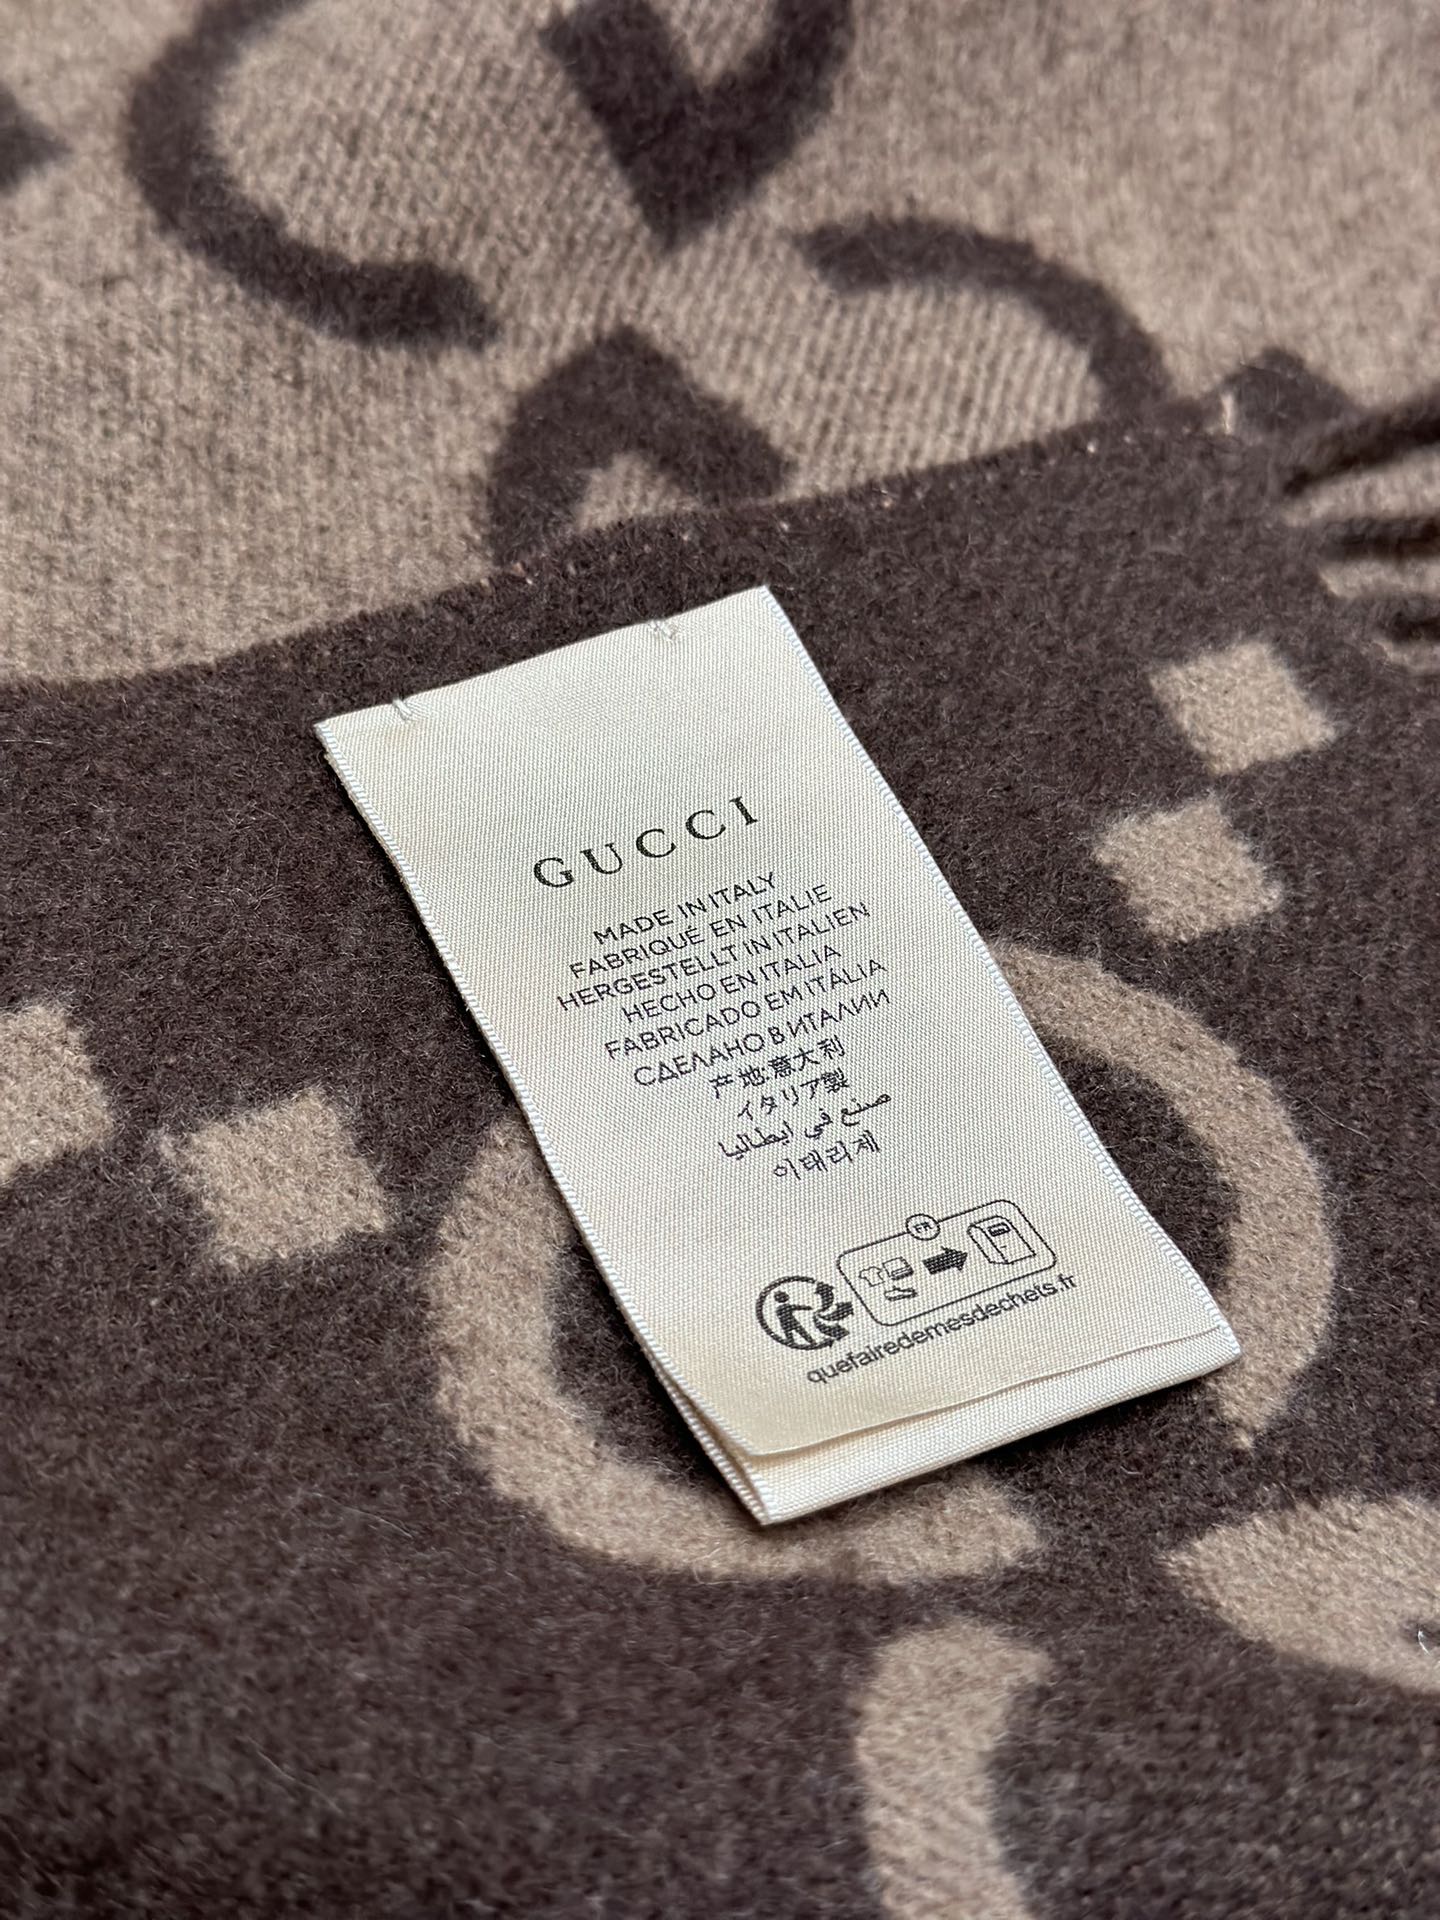 GUCCI
MADE IN ITALY
FABRIQUÉ EN ITALIE
HERGESTELLT IN ITALIEN
HECHO EN ITALIA
FABRICADO EM ITÁLIA
СДЕЛАНО В ИТАЛИИ
产地:意大利
イタリア製
صنع في ايطاليا
이태리제
FR
quefairedemesdechets.fr